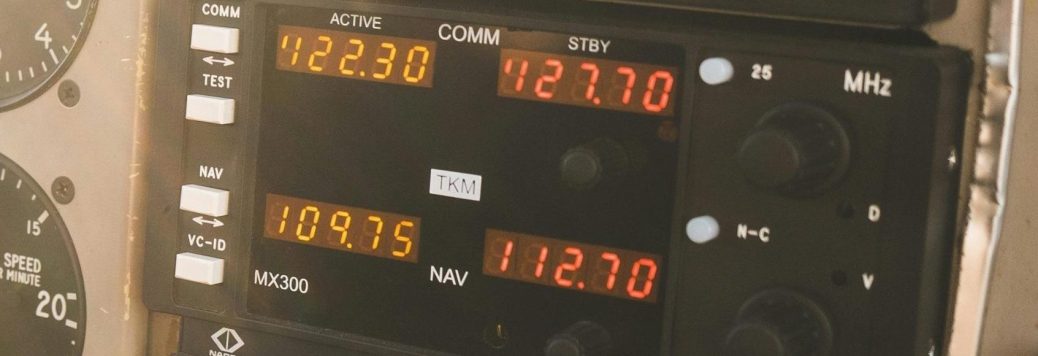 COMM
ACTIVE
COMM
STBY
4
122.30
127.70
25
MHz
TEST
NAV
TKM
15
109.75
112.70
N-C
D
VC-ID
SPEED
MINUTE
MX300
NAV
V
20